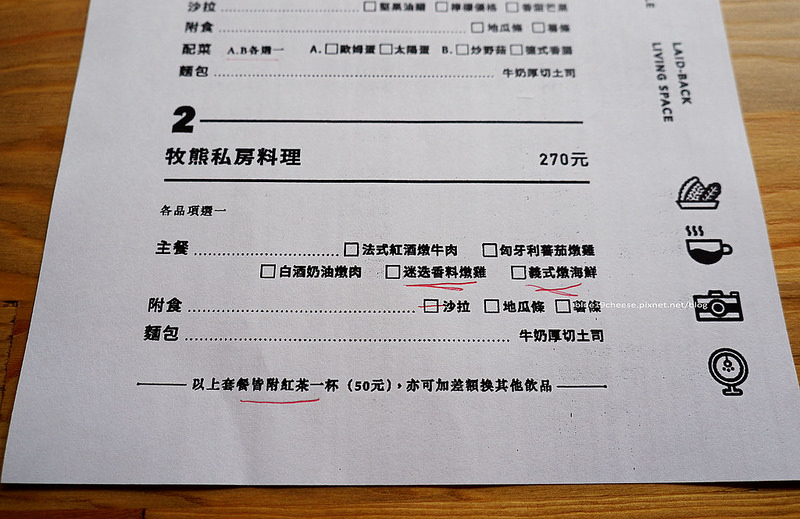 沙拉 ........ □堅果油醋 □檸檬優格 □香甜芒果
附食 ........ □地瓜條 □薯條
配菜 A.B各選一 A. □歐姆蛋 □太陽蛋 B. □炒野菇 □德式香腸
麵包 ........ 牛奶厚切土司
2
牧熊私房料理 270元
各品項選一
主餐 ........ □法式紅酒燉牛肉 □匈牙利蕃茄燉雞
□白酒奶油燉肉 □迷迭香料燉雞 □義式燉海鮮
附食 ........ □沙拉 □地瓜條 □薯條
麵包 ........ 牛奶厚切土司
以上套餐皆附紅茶一杯（50元），亦可加差額換其他飲品
LAID-BACK
LIVING SPACE